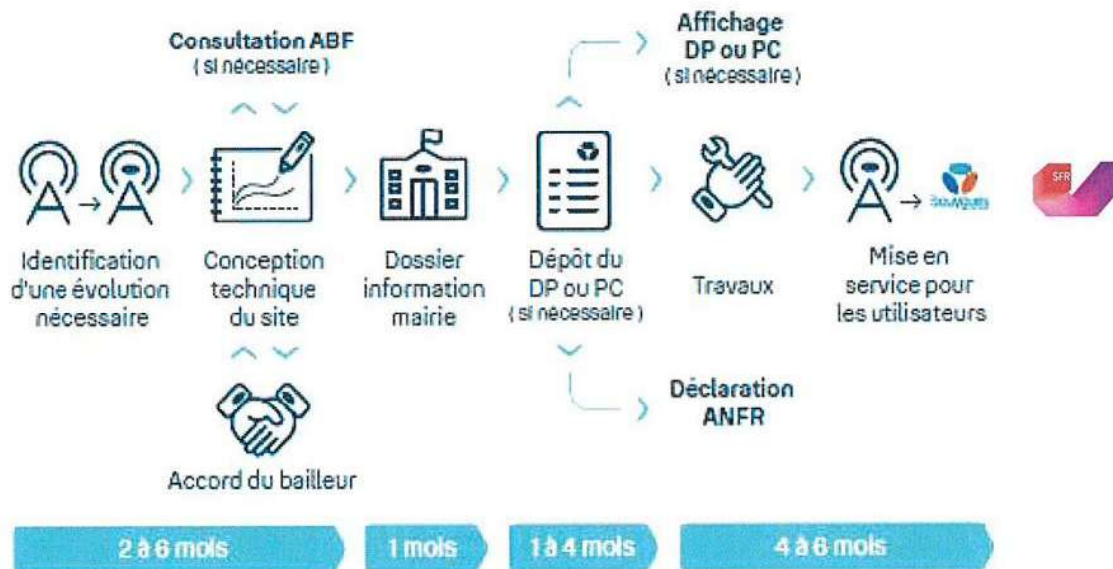 Consultation ABF
(si nécessaire)
Affichage
DP ou PC
(si nécessaire)
Identification
d'une évolution
nécessaire
Conception
technique
du site
Dossier
information
mairie
Dépôt du
DP ou PC
(si nécessaire)
Travaux
Mise en
service pour
les utilisateurs
SFR
Déclaration
ANFR
Accord du bailleur
2 à 6 mois
1 mois
1 à 4 mois
4 à 6 mois